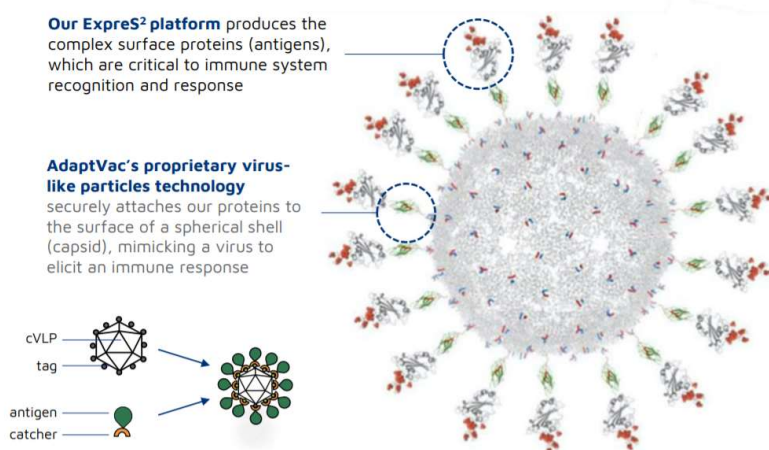 Our ExpreS² platform produces the
complex surface proteins (antigens),
which are critical to immune system
recognition and response
AdaptVac's proprietary virus-
like particles technology
securely attaches our proteins to
the surface of a spherical shell
(capsid), mimicking a virus to
elicit an immune response
cVLP
tag
antigen
catcher